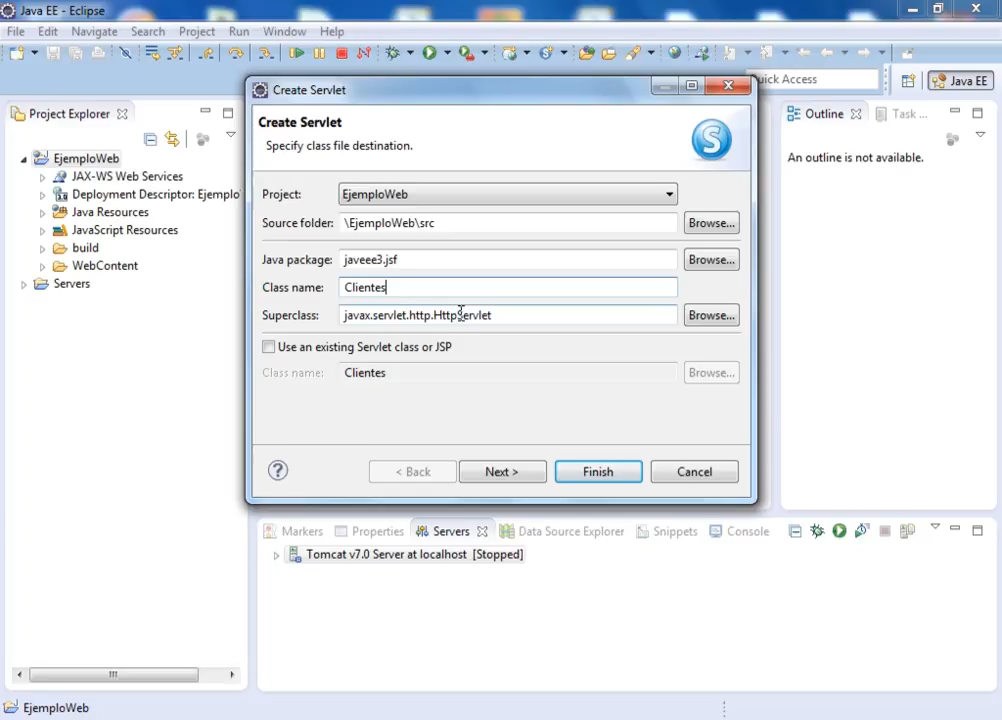 Java EE - Eclipse
File Edit Navigate Search Project Run Window Help
uick Access
Java EE
Project Explorer
EjemploWeb
JAX-WS Web Services
Deployment Descriptor: Ejemplo
Java Resources
JavaScript Resources
build
WebContent
Servers
Create Servlet
Create Servlet
Specify class file destination.
Project: EjemploWeb
Source folder: \EjemploWeb\src Browse...
Java package: javeee3.jsf Browse...
Class name: Clientes
Superclass: javax.servlet.http.HttpServlet Browse...
Use an existing Servlet class or JSP
Class name: Clientes Browse...
? < Back Next > Finish Cancel
Outline Task ...
An outline is not available.
Markers Properties Servers Data Source Explorer Snippets Console
Tomcat v7.0 Server at localhost [Stopped]
EjemploWeb